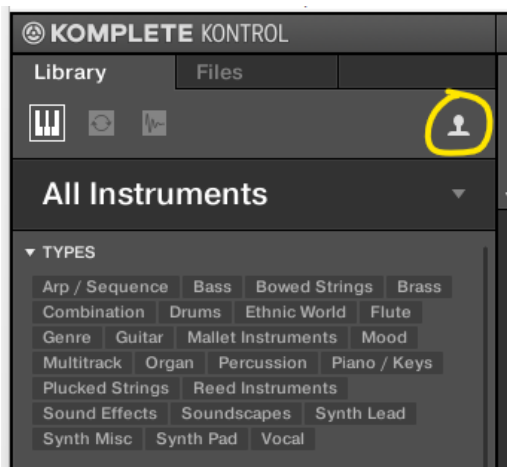 KOMPLETE KONTROL
Library Files
All Instruments
TYPES
Arp / Sequence Bass Bowed Strings Brass
Combination Drums Ethnic World Flute
Genre Guitar Mallet Instruments Mood
Multitrack Organ Percussion Piano / Keys
Plucked Strings Reed Instruments
Sound Effects Soundscapes Synth Lead
Synth Misc Synth Pad Vocal